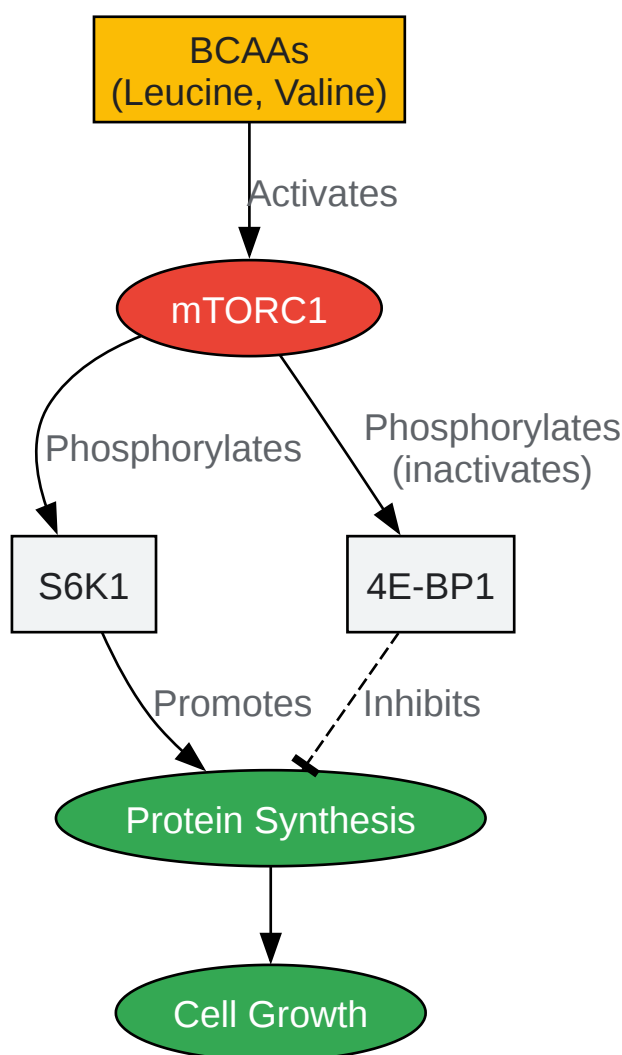 BCAAs
(Leucine, Valine)
Activates
mTORC1
Phosphorylates
Phosphorylates
(inactivates)
S6K1
4E-BP1
Promotes
Inhibits
Protein Synthesis
Cell Growth